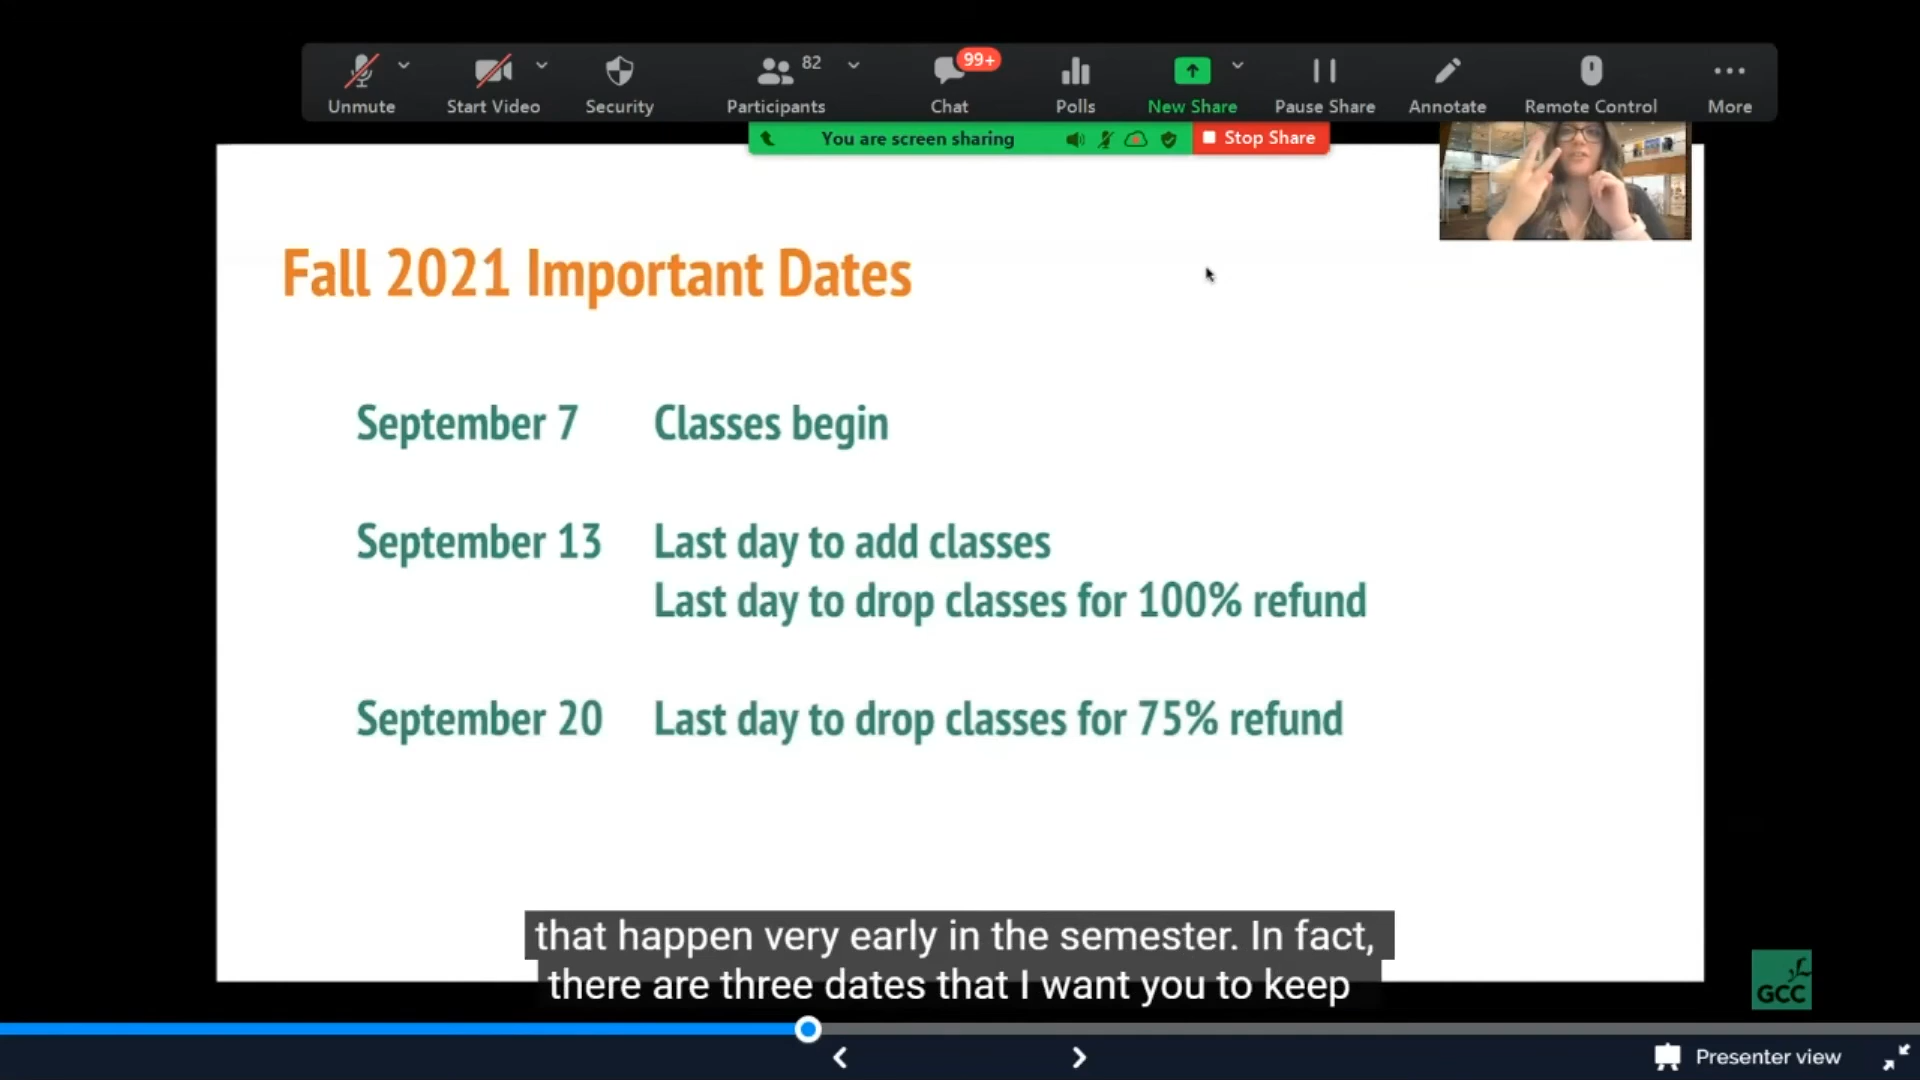 Unmute
Start Video
Security
82
Participants
99+
Chat
Polls
New Share
Pause Share
Annotate
Remote Control
More
You are screen sharing
Stop Share
Fall 2021 Important Dates
September 7 Classes begin
September 13 Last day to add classes
Last day to drop classes for 100% refund
September 20 Last day to drop classes for 75% refund
that happen very early in the semester. In fact,
there are three dates that I want you to keep
GCC
Presenter view